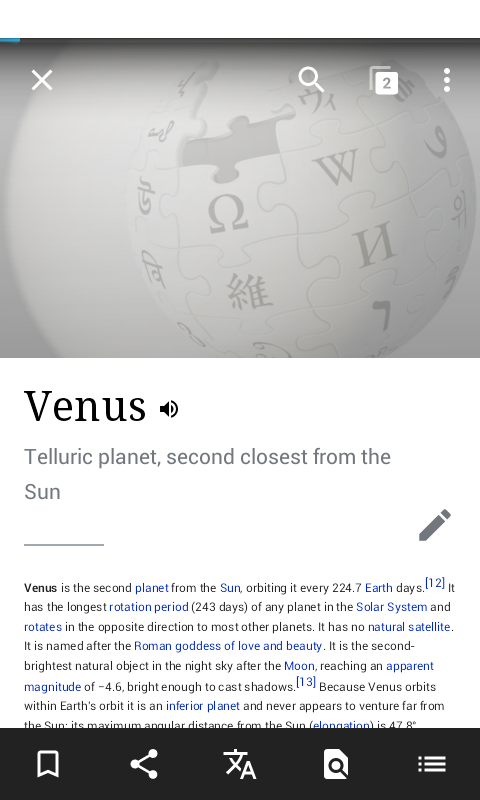 2
ウィ
W
Ω
И
維
Venus
Telluric planet, second closest from the
Sun
Venus is the second planet from the Sun, orbiting it every 224.7 Earth days.[12] It
has the longest rotation period (243 days) of any planet in the Solar System and
rotates in the opposite direction to most other planets. It has no natural satellite.
It is named after the Roman goddess of love and beauty. It is the second-
brightest natural object in the night sky after the Moon, reaching an apparent
magnitude of −4.6, bright enough to cast shadows.[13] Because Venus orbits
within Earth's orbit it is an inferior planet and never appears to venture far from
the Sun; its maximum angular distance from the Sun (elongation) is 47.8°.